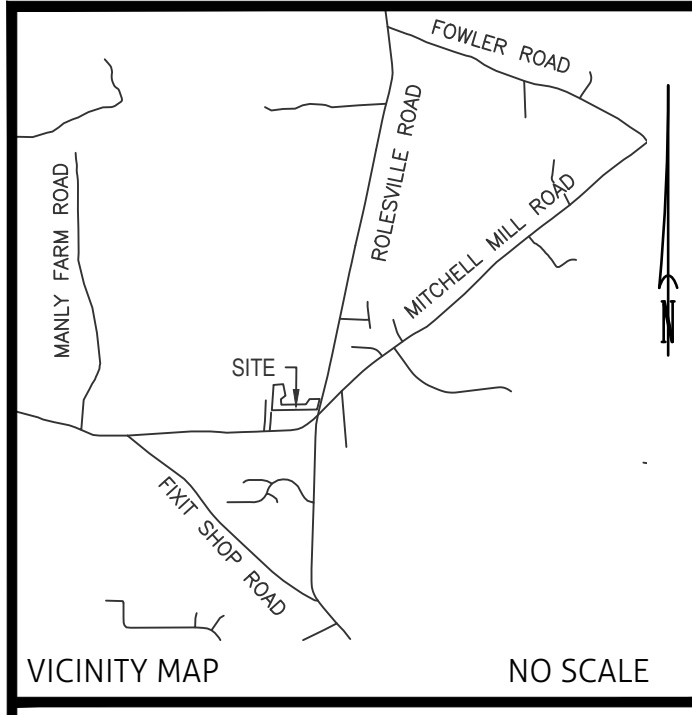 FOWLER ROAD
ROLESVILLE ROAD
MANLY FARM ROAD
MITCHELL MILL ROAD
N
SITE
FIXIT SHOP ROAD
VICINITY MAP
NO SCALE